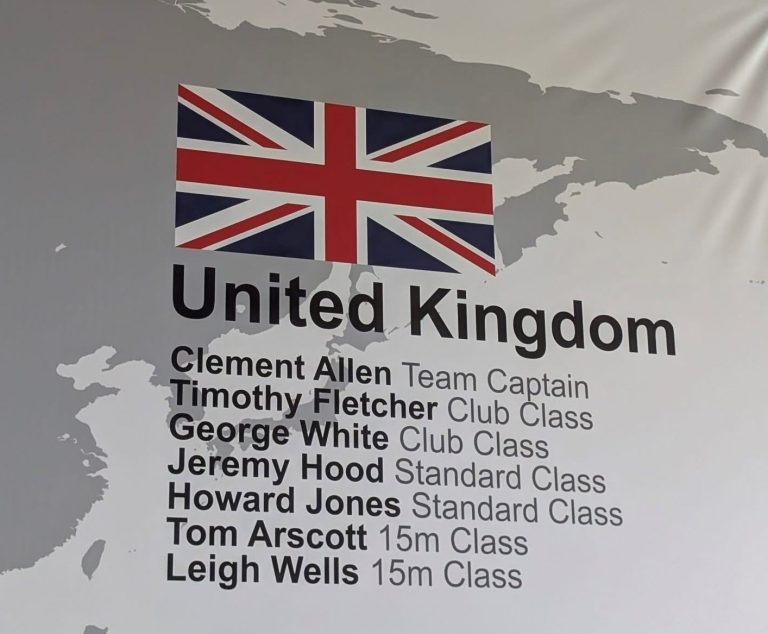 United Kingdom
Clement Allen Team Captain
Timothy Fletcher Club Class
George White Club Class
Jeremy Hood Standard Class
Howard Jones Standard Class
Tom Arscott 15m Class
Leigh Wells 15m Class